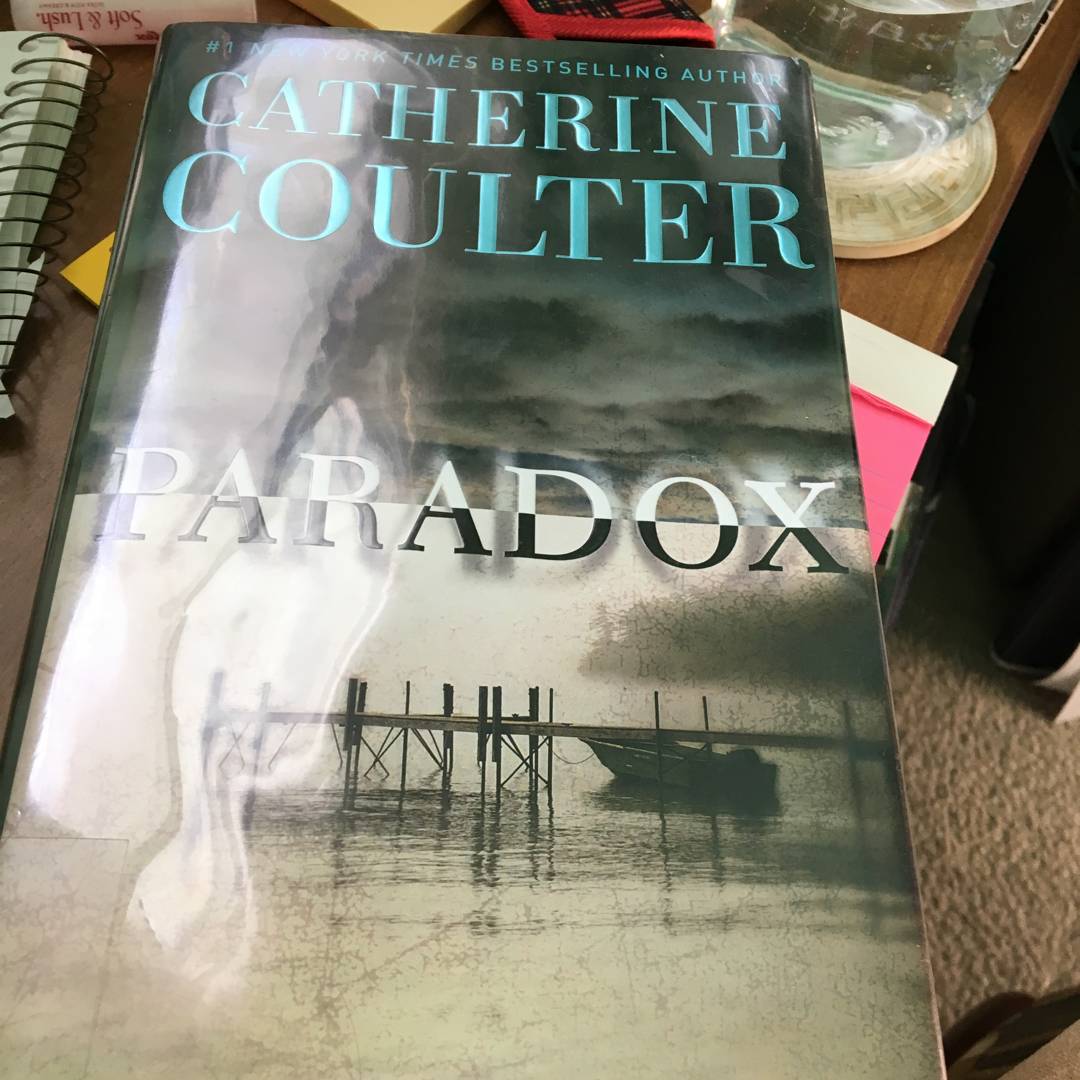 Soft & Lush.
#1 NEW YORK TIMES BESTSELLING AUTHOR
CATHERINE
COULTER
PARADOX